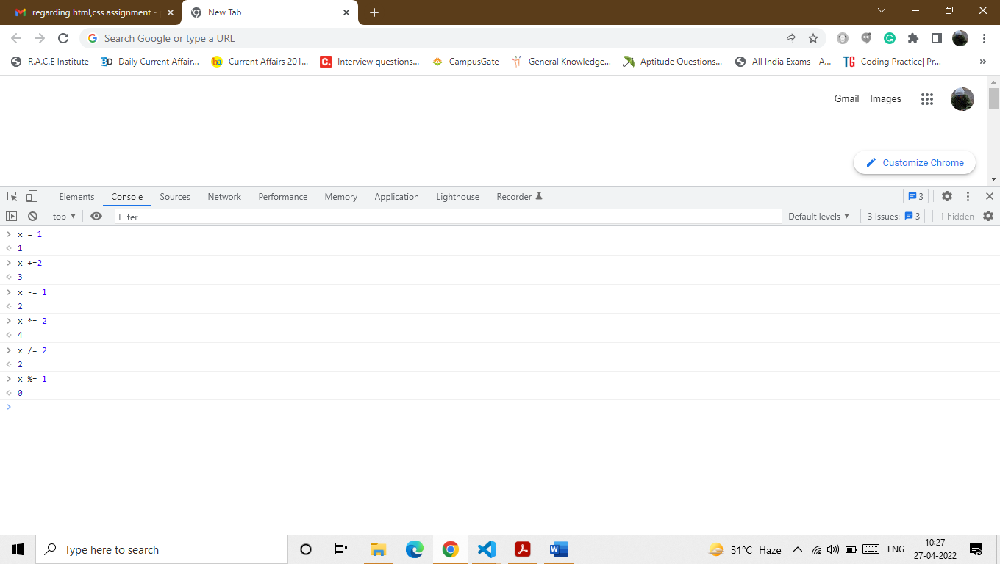 regarding html,css assignment -
New Tab
Search Google or type a URL
R.A.C.E Institute
Daily Current Affair...
Current Affairs 201...
Interview questions...
CampusGate
General Knowledge...
Aptitude Questions...
All India Exams - A...
Coding Practice| Pr...
Gmail Images
Customize Chrome
Elements Console Sources Network Performance Memory Application Lighthouse Recorder 3
top Filter Default levels 3 Issues: 3 1 hidden
> x = 1
1
> x +=2
3
> x -= 1
2
> x *= 2
4
> x /= 2
2
> x %= 1
0
>
Type here to search
31°C Haze
ENG
10:27
27-04-2022